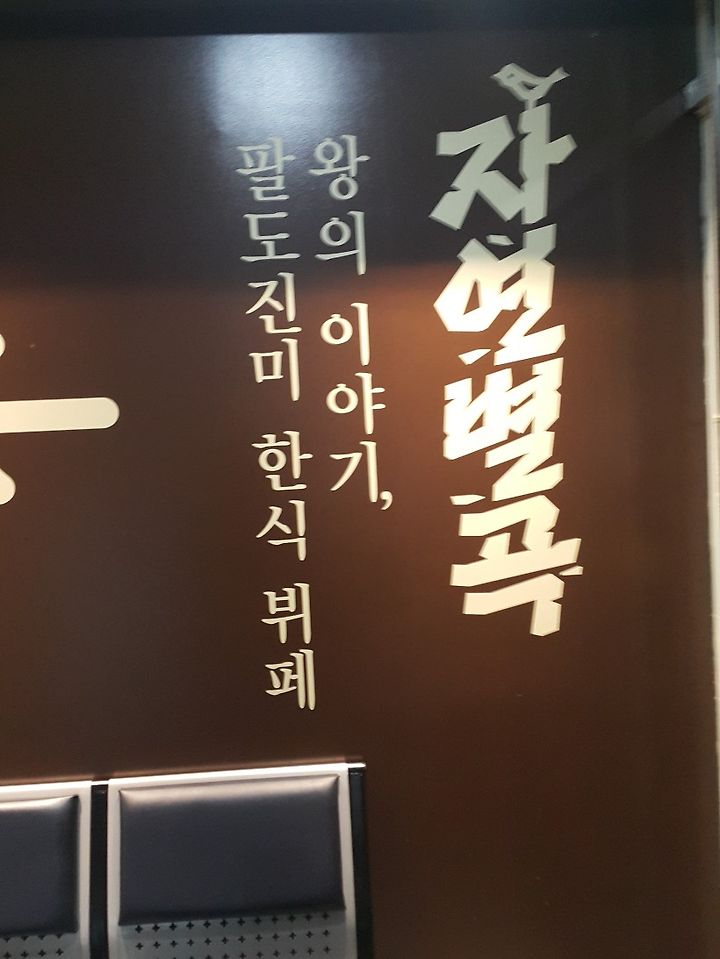 자연별곡
왕의 이야기,
팔도진미 한식 뷔페